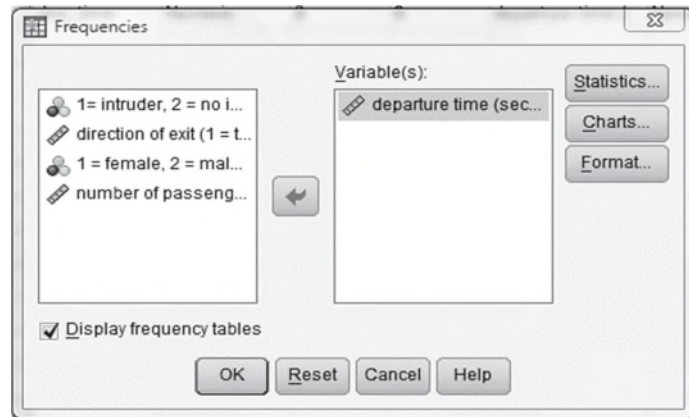 Frequencies
Variable(s):
1= intruder, 2 = no i...
direction of exit (1 = t...
1 = female, 2 = mal...
number of passeng...
departure time (sec...
Statistics...
Charts...
Format...
Display frequency tables
OK
Reset
Cancel
Help